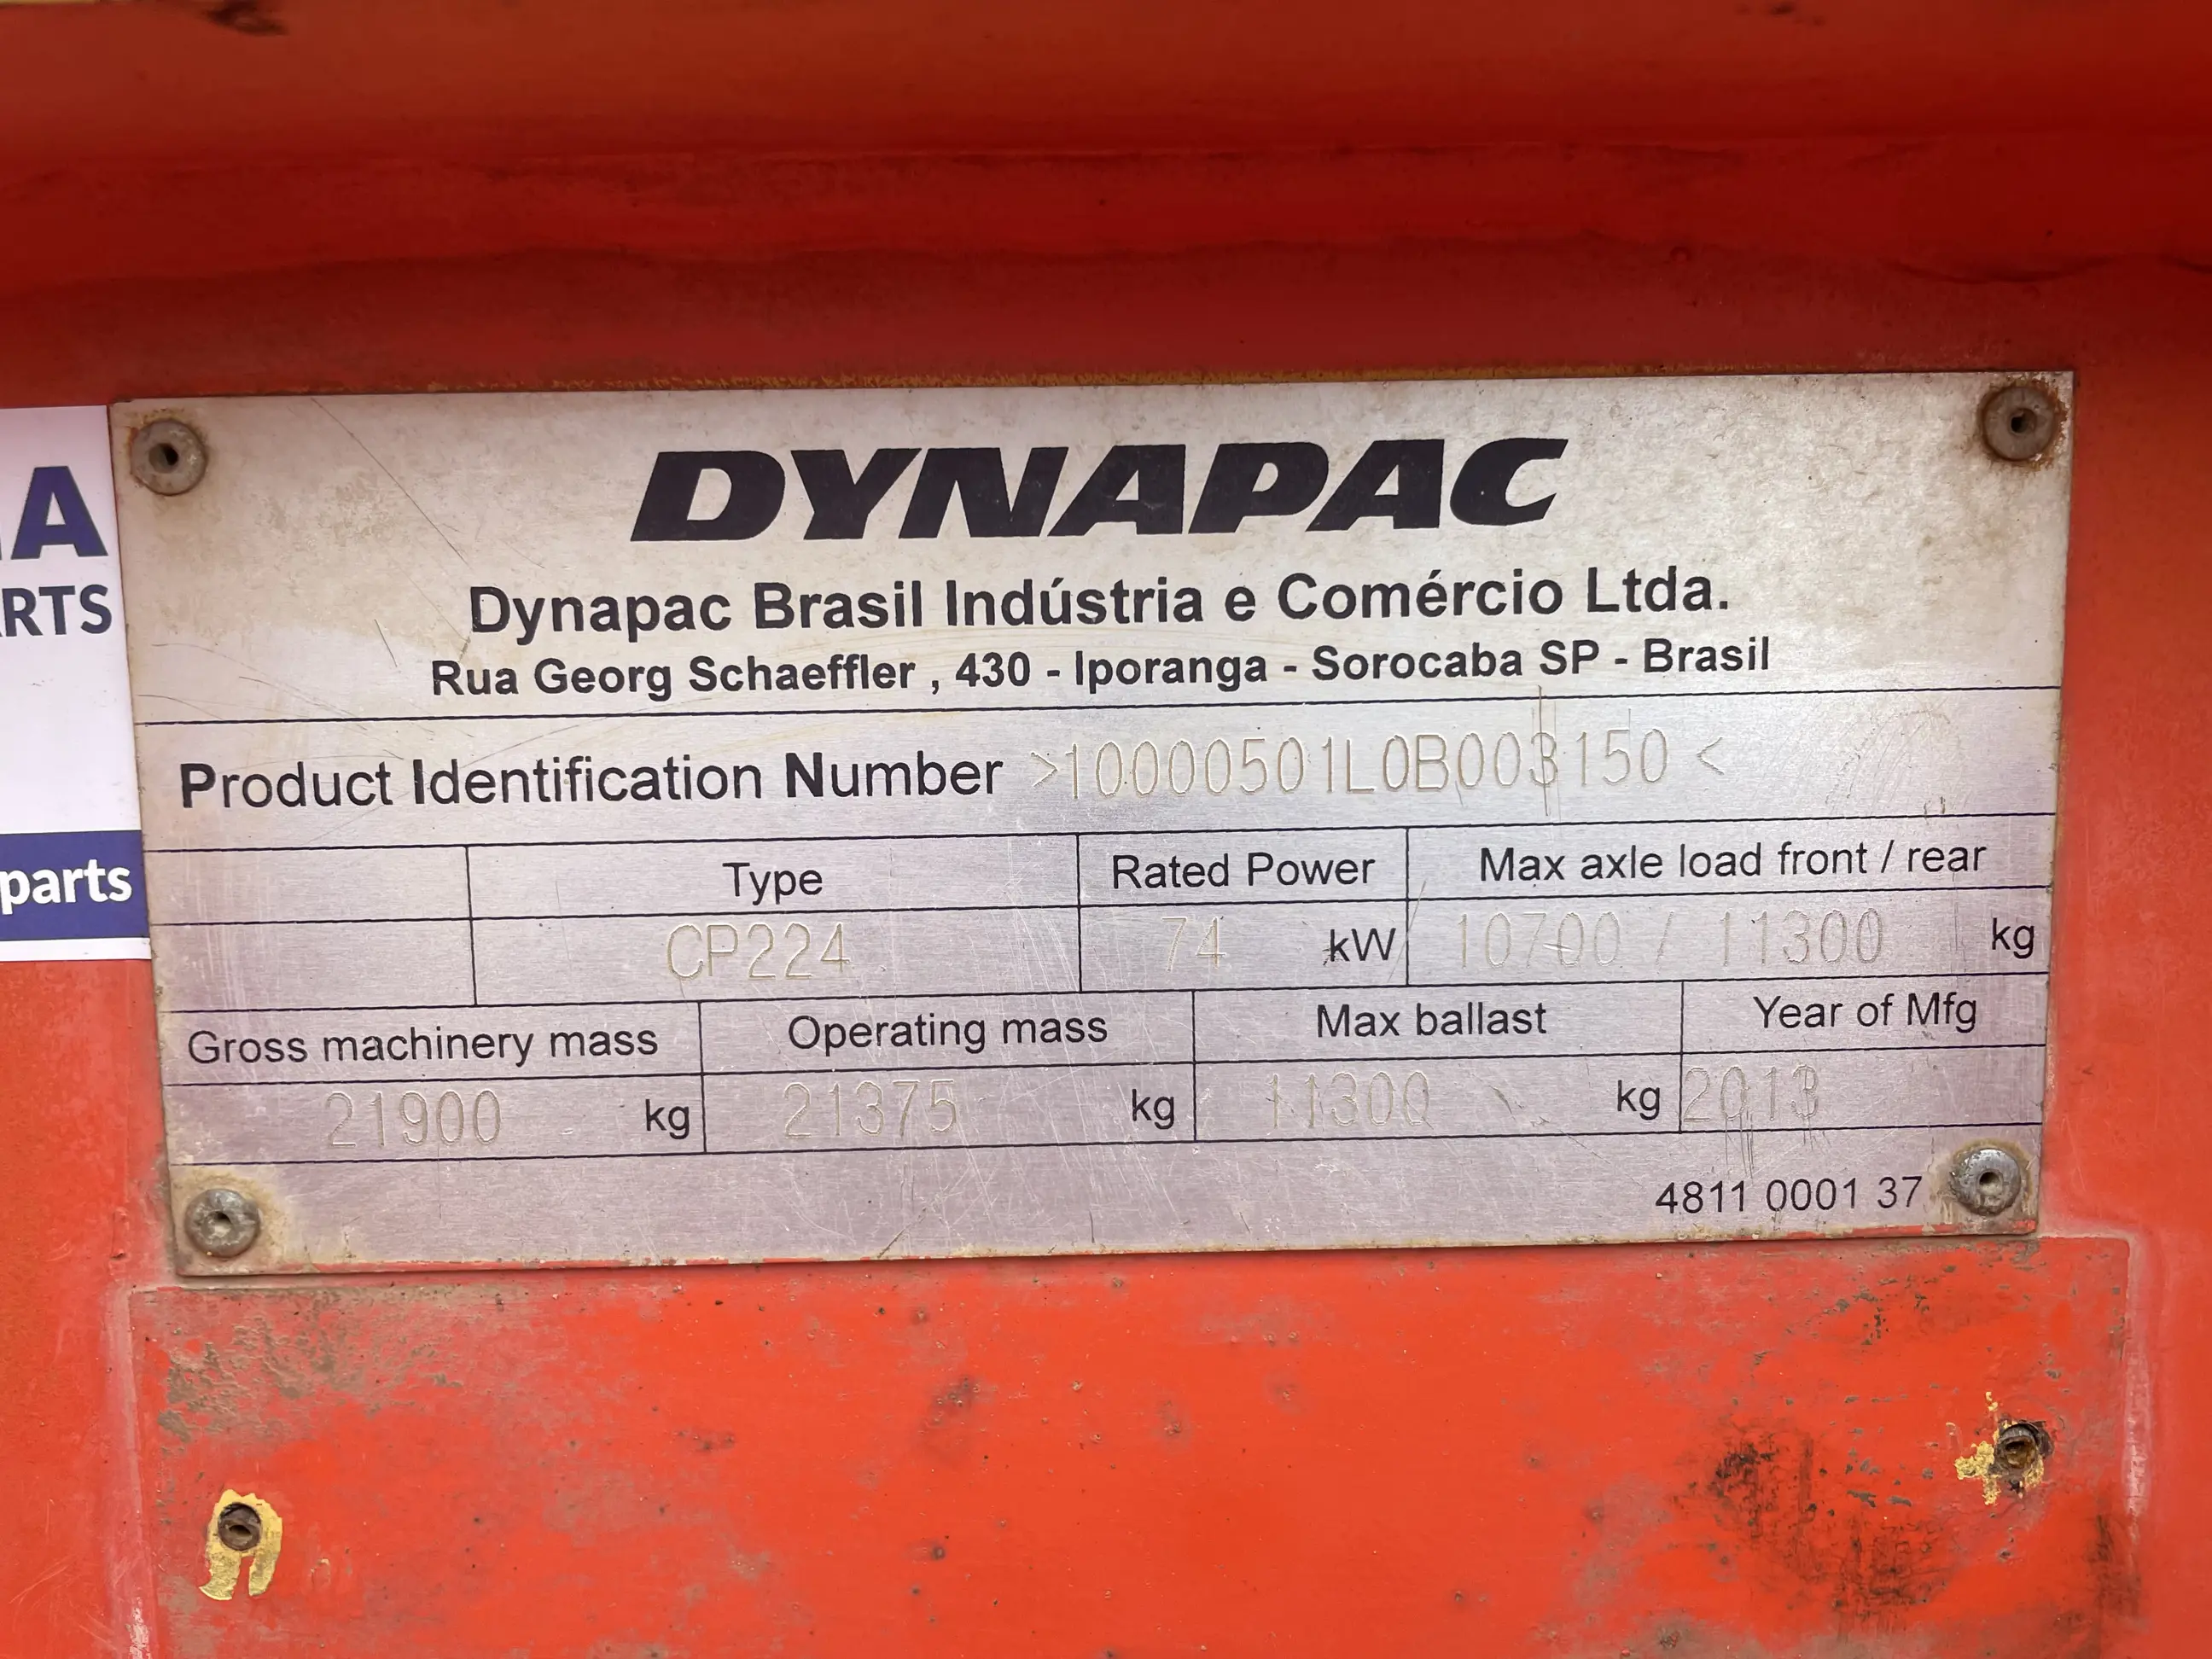 DYNAPAC
Dynapac Brasil Indústria e Comércio Ltda.
Rua Georg Schaeffler , 430 - Iporanga - Sorocaba SP - Brasil
Product Identification Number >10000501L0B003150<
Type Rated Power Max axle load front / rear
CP224 74 kW 10700 / 11300 kg
Gross machinery mass Operating mass Max ballast Year of Mfg
21900 kg 21375 kg 11300 kg 2013
4811 0001 37
A
RTS
parts